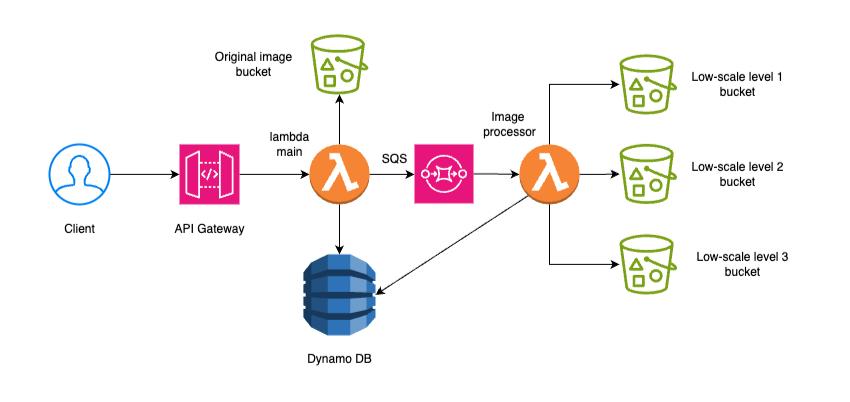 Original image
bucket
Low-scale level 1
bucket
Image
processor
lambda
main
SQS
</>
Low-scale level 2
bucket
Client
API Gateway
Low-scale level 3
bucket
Dynamo DB